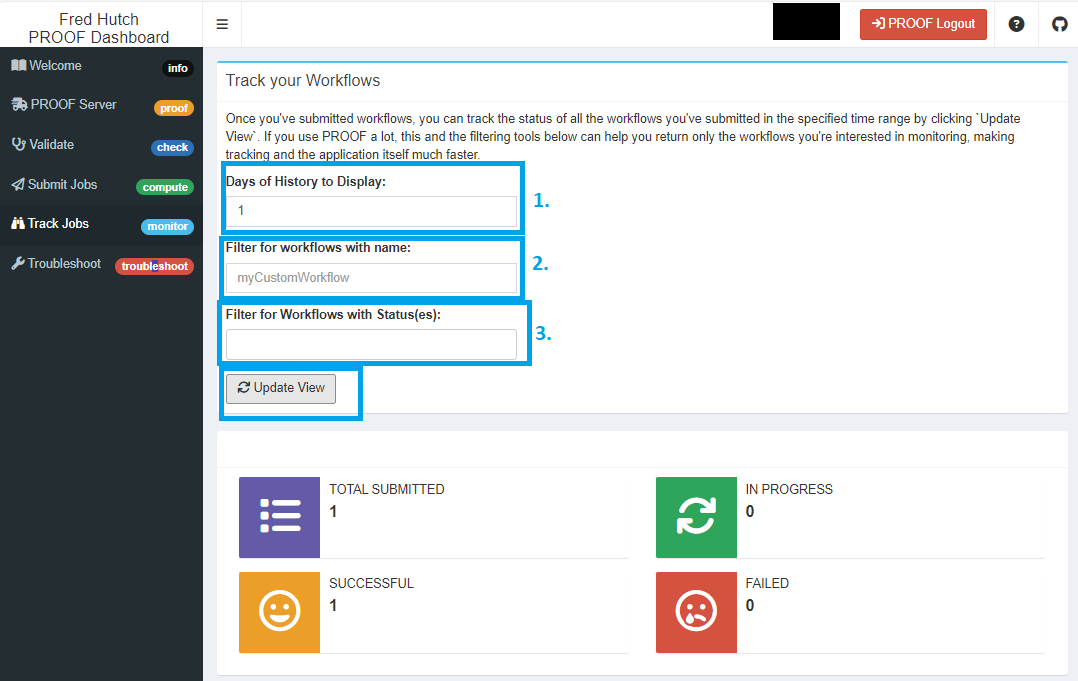 Fred Hutch
PROOF Dashboard
PROOF Logout
Welcome
info
PROOF Server
proof
Validate
check
Submit Jobs
compute
Track Jobs
monitor
Troubleshoot
troubleshoot
Track your Workflows
Once you've submitted workflows, you can track the status of all the workflows you've submitted in the specified time range by clicking `Update
View`. If you use PROOF a lot, this and the filtering tools below can help you return only the workflows you're interested in monitoring, making
tracking and the application itself much faster.
Days of History to Display:
1
1.
Filter for workflows with name:
myCustomWorkflow
2.
Filter for Workflows with Status(es):
3.
Update View
TOTAL SUBMITTED
1
IN PROGRESS
0
SUCCESSFUL
1
FAILED
0